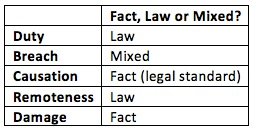 Fact, Law or Mixed?
Duty Law
Breach Mixed
Causation Fact (legal standard)
Remoteness Law
Damage Fact